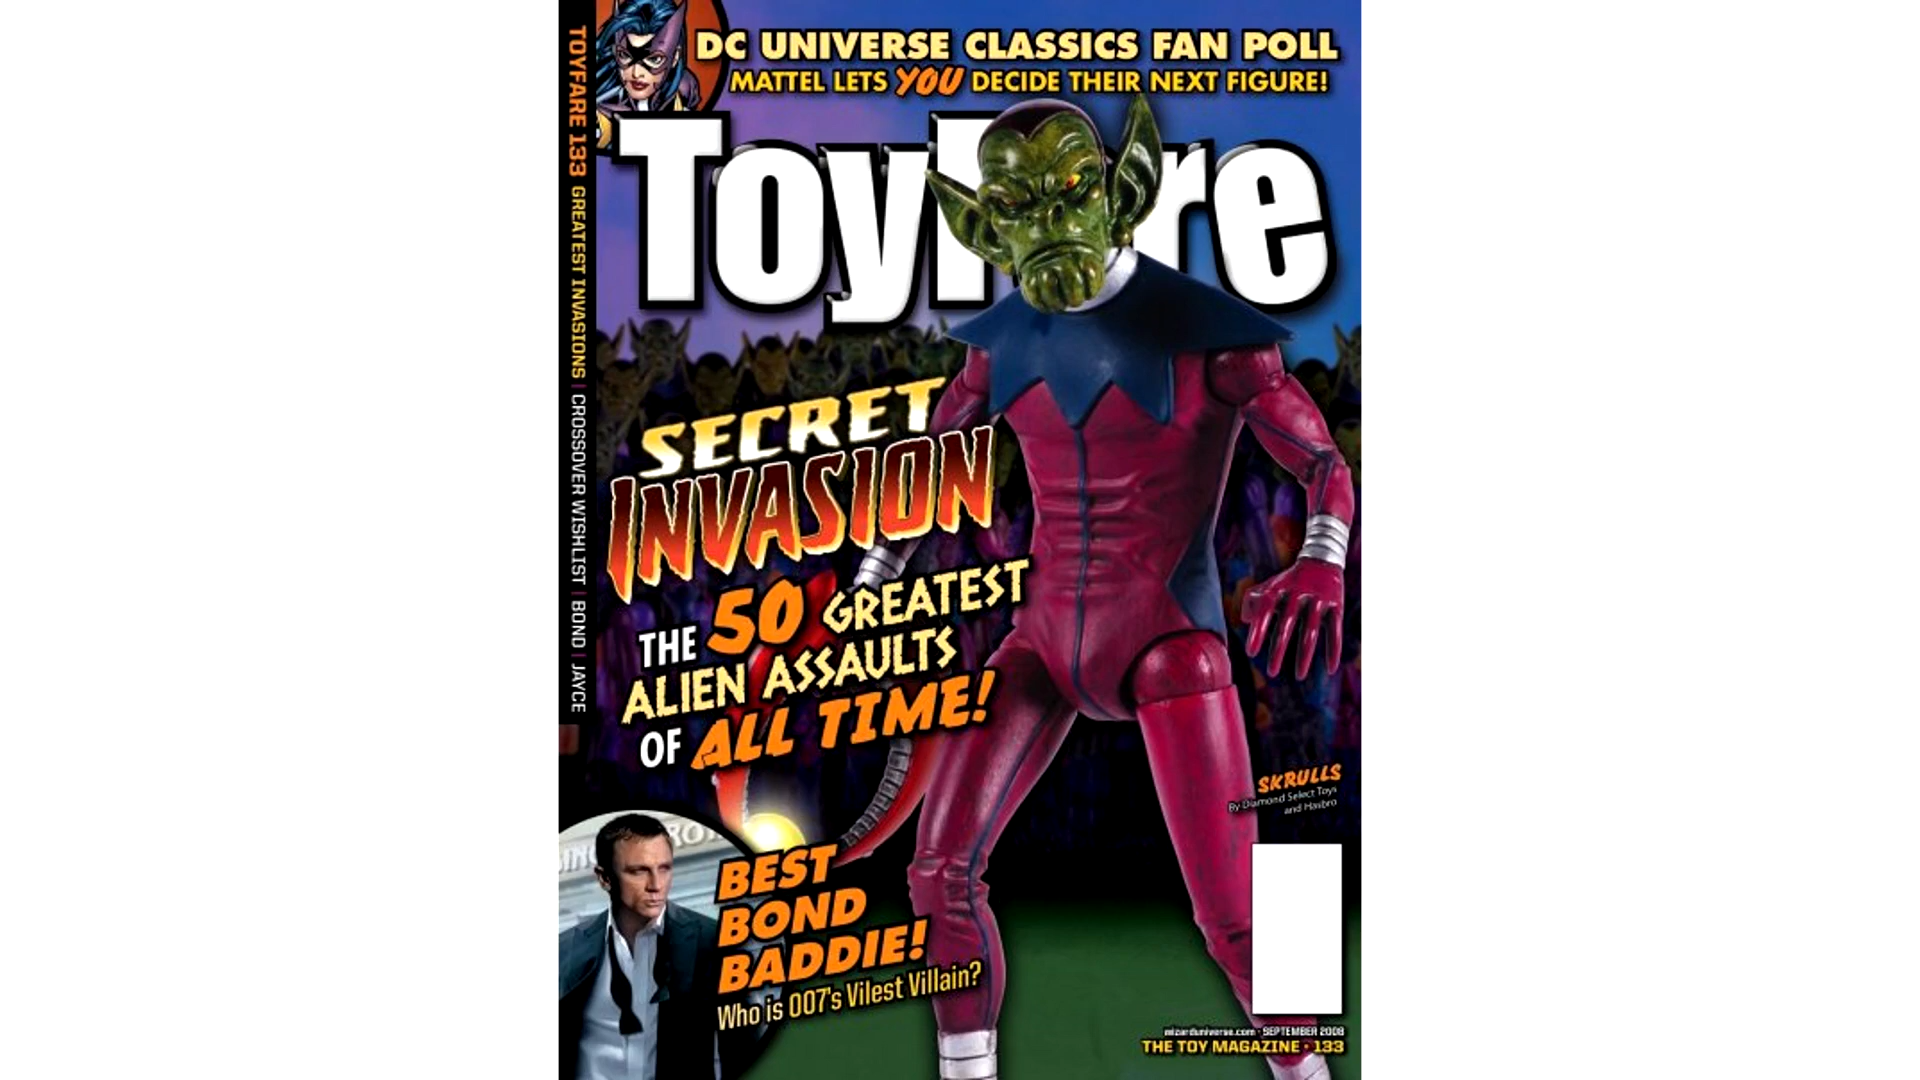 TOYFARE 133 GREATEST INVASIONS | CROSSOVER WISHLIST | BOND | JAYCE
DC UNIVERSE CLASSICS FAN POLL
MATTEL LETS YOU DECIDE THEIR NEXT FIGURE!
ToyFare
SECRET
INVASION
THE 50 GREATEST
ALIEN ASSAULTS
OF ALL TIME!
SKRULLS
By Diamond Select Toys
and Hasbro
BEST
BOND
BADDIE!
Who is 007's Vilest Villain?
wizarduniverse.com · SEPTEMBER 2008
THE TOY MAGAZINE · 133